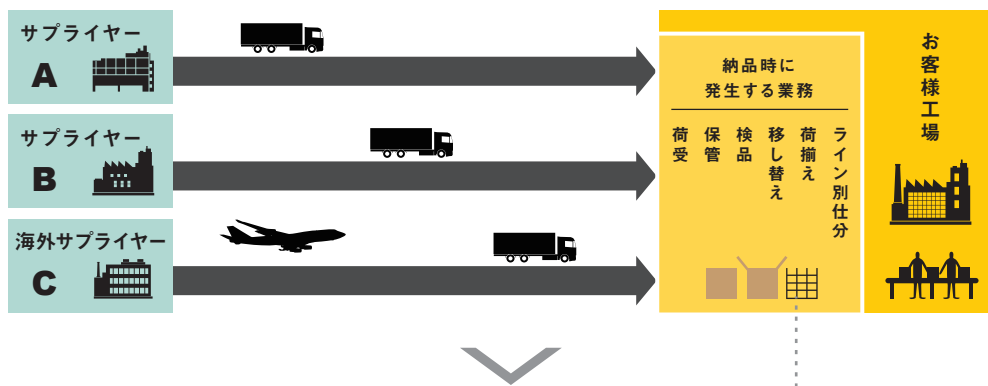 サプライヤー
A
サプライヤー
B
海外サプライヤー
C
納品時に
発生する業務
荷受
保管
検品
移し替え
荷揃え
ライン別仕分
お客様工場